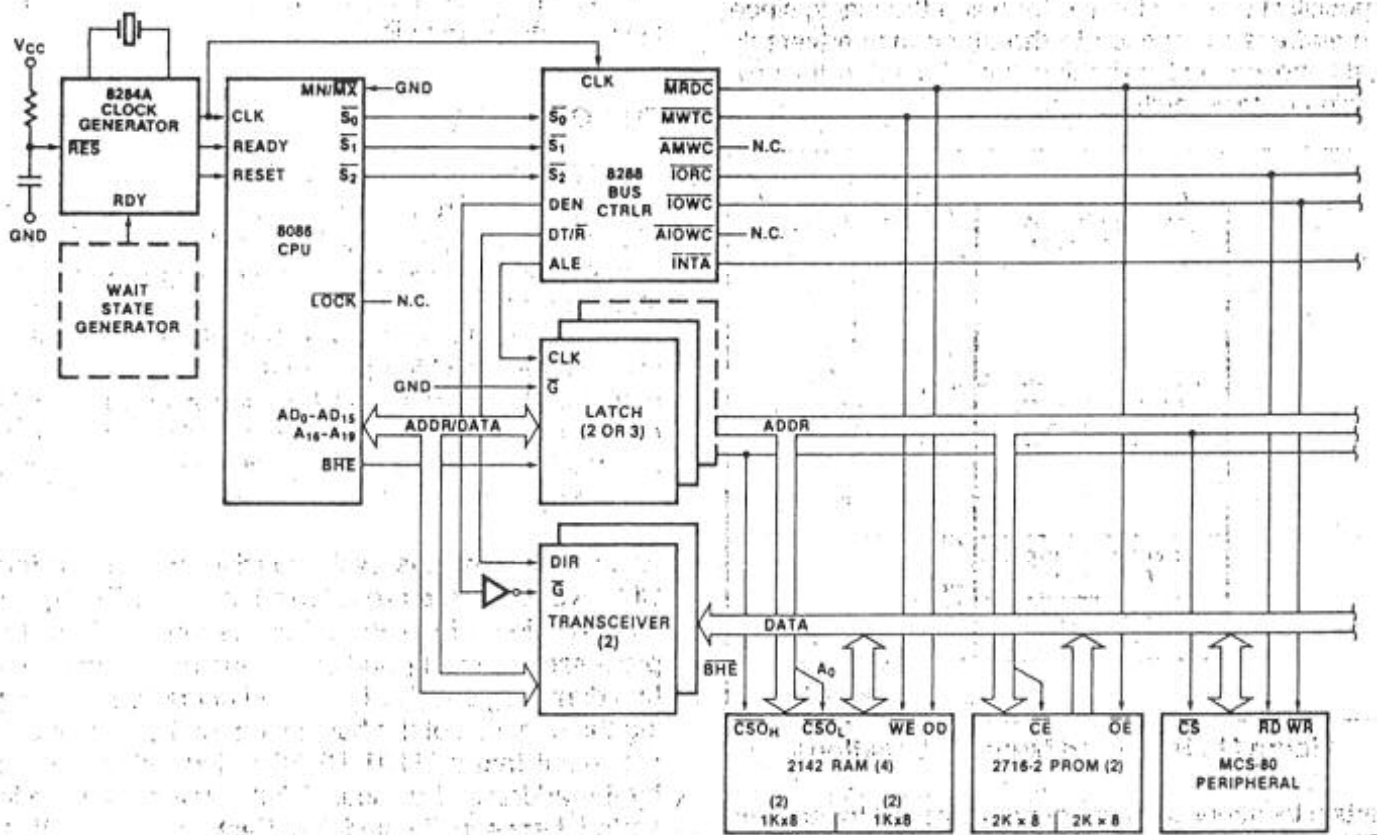 VCC
8284A
CLOCK
GENERATOR
RES
RDY
GND
WAIT
STATE
GENERATOR
MN/MX
GND
CLK
READY
RESET
S0
S1
S2
8086
CPU
LOCK
N.C.
AD0-AD15
A16-A19
BHE
ADDR/DATA
CLK
S0
S1
S2
DEN
DT/R
ALE
8288
BUS
CTRLR
MRDC
MWTC
AMWC
N.C.
IORC
IOWC
AIOWC
N.C.
INTA
CLK
GND
G
LATCH
(2 OR 3)
ADDR
DIR
G
TRANSCEIVER
(2)
DATA
BHE
A0
CSOH
CSOL
WE OD
2142 RAM (4)
(2)
1Kx8
(2)
1Kx8
CE
OE
2716-2 PROM (2)
2K × 8
2K × 8
CS
RD WR
MCS-80
PERIPHERAL